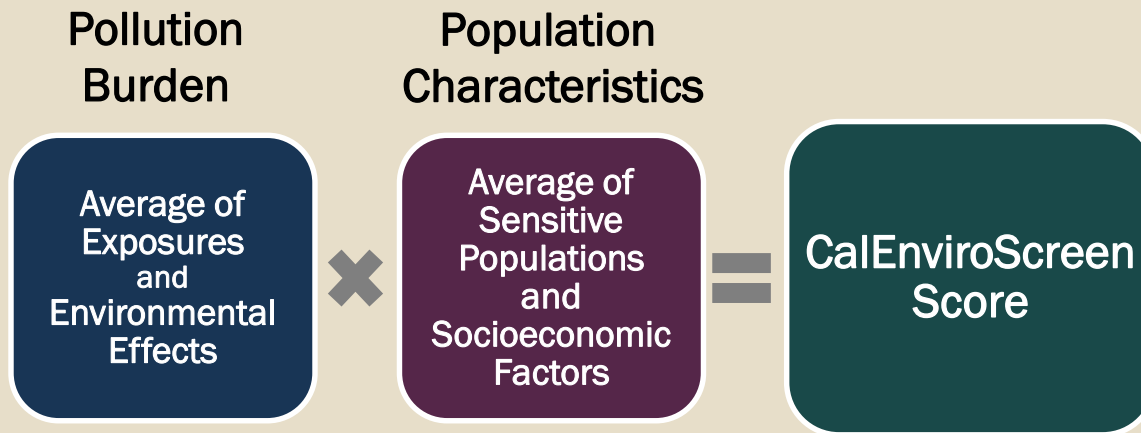 Pollution
Burden
Population
Characteristics
Average of
Exposures
and
Environmental
Effects
Average of
Sensitive
Populations
and
Socioeconomic
Factors
CalEnviroScreen
Score